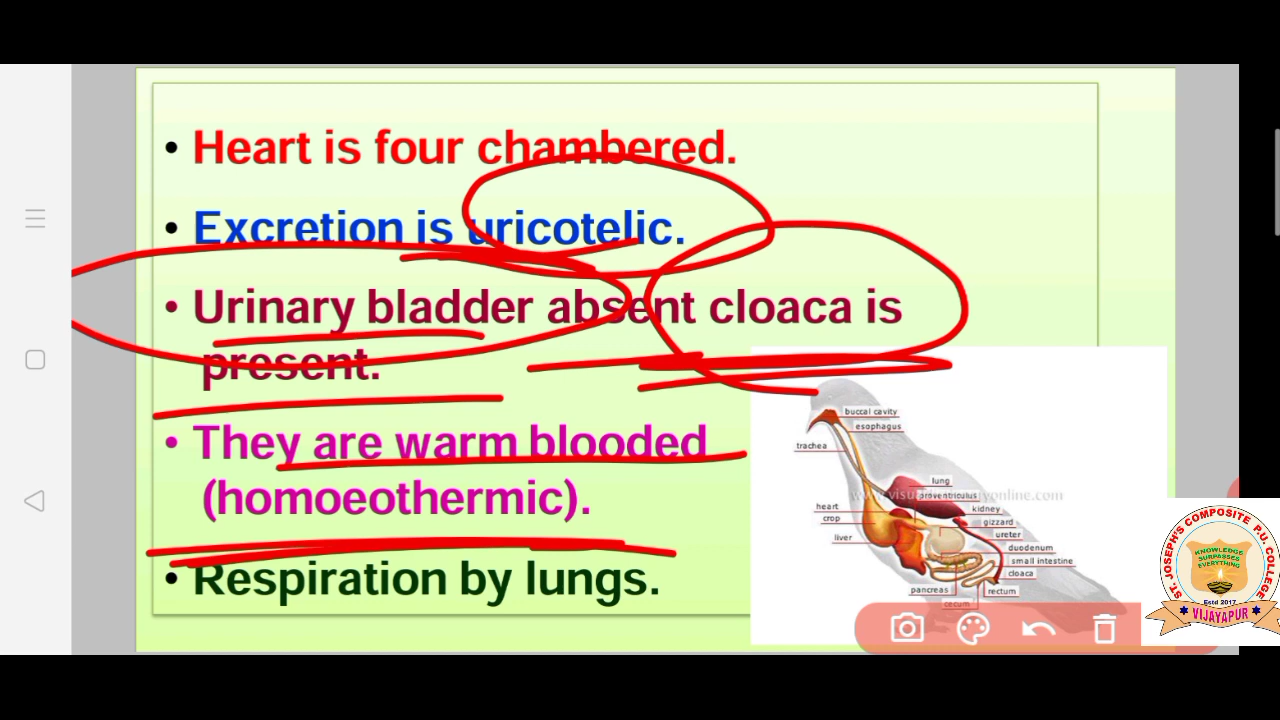 • Heart is four chambered.
• Excretion is uricotelic.
• Urinary bladder absent cloaca is
present.
• They are warm blooded
(homoeothermic).
• Respiration by lungs.
buccal cavity
esophagus
trachea
lung
proventriculus
kidney
heart
crop
gizzard
ureter
liver
duodenum
small intestine
cloaca
pancreas
rectum
cecum
ST. JOSEPH'S COMPOSITE P.U. COLLEGE
KNOWLEDGE
SURPASSES
EVERYTHING
Estd 2017
VIJAYAPUR